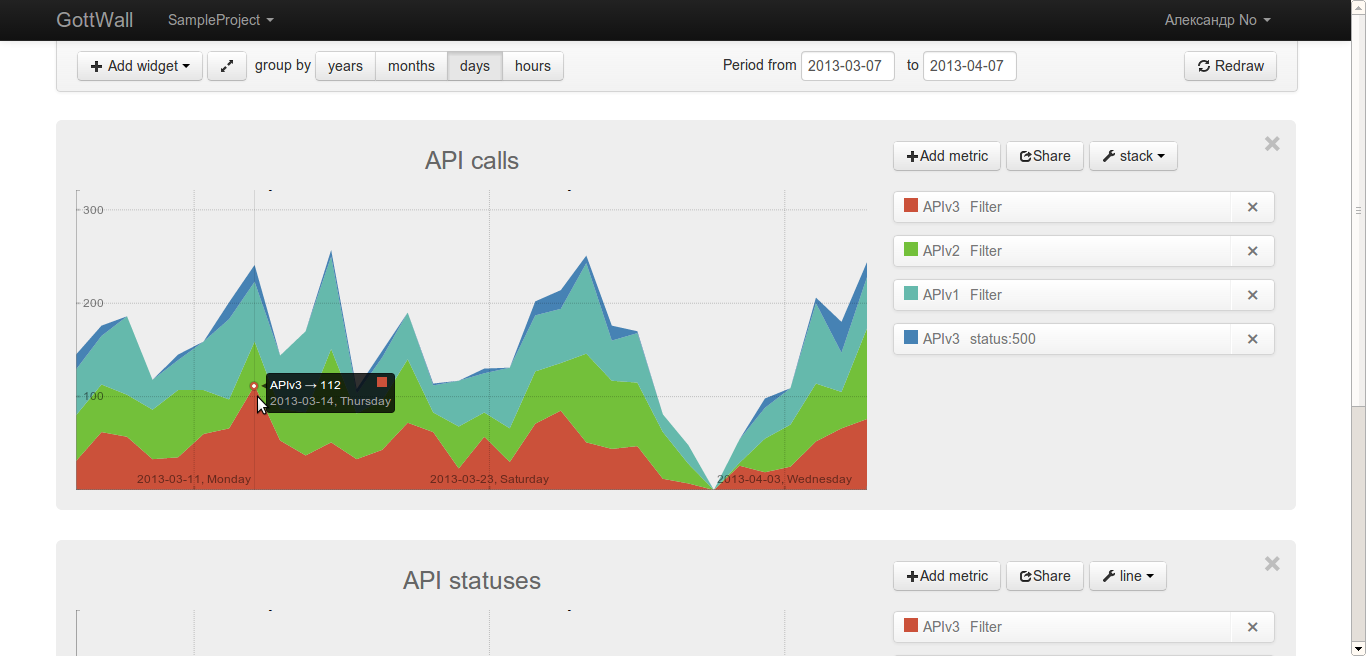 GottWall SampleProject Александр No
Add widget group by years months days hours Period from 2013-03-07 to 2013-04-07 Redraw
API calls
Add metric Share stack
300
200
100
APIv3 → 112
2013-03-14, Thursday
2013-03-11, Monday 2013-03-23, Saturday 2013-04-03, Wednesday
APIv3 Filter
APIv2 Filter
APIv1 Filter
APIv3 status:500
API statuses
Add metric Share line
APIv3 Filter